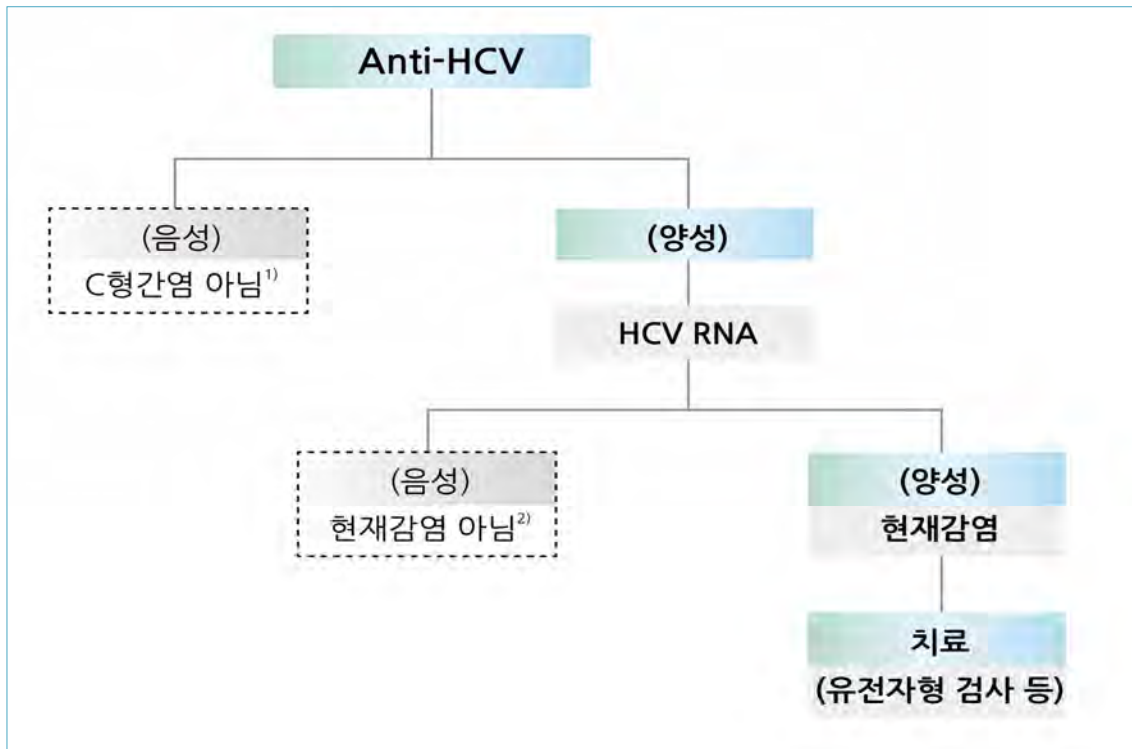 Anti-HCV
(음성)
C형간염 아님1)
(양성)
HCV RNA
(음성)
현재감염 아님2)
(양성)
현재감염
치료
(유전자형 검사 등)